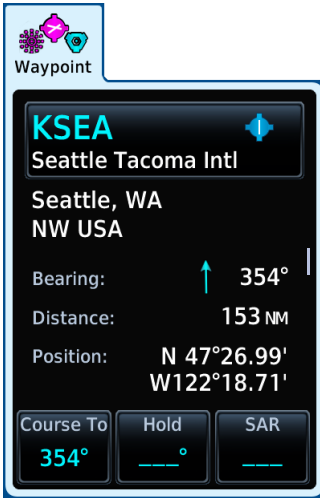 Waypoint
KSEA
Seattle Tacoma Intl
Seattle, WA
NW USA
Bearing: 354°
Distance: 153 NM
Position: N 47°26.99'
W122°18.71'
Course To Hold SAR
354° ___° ___